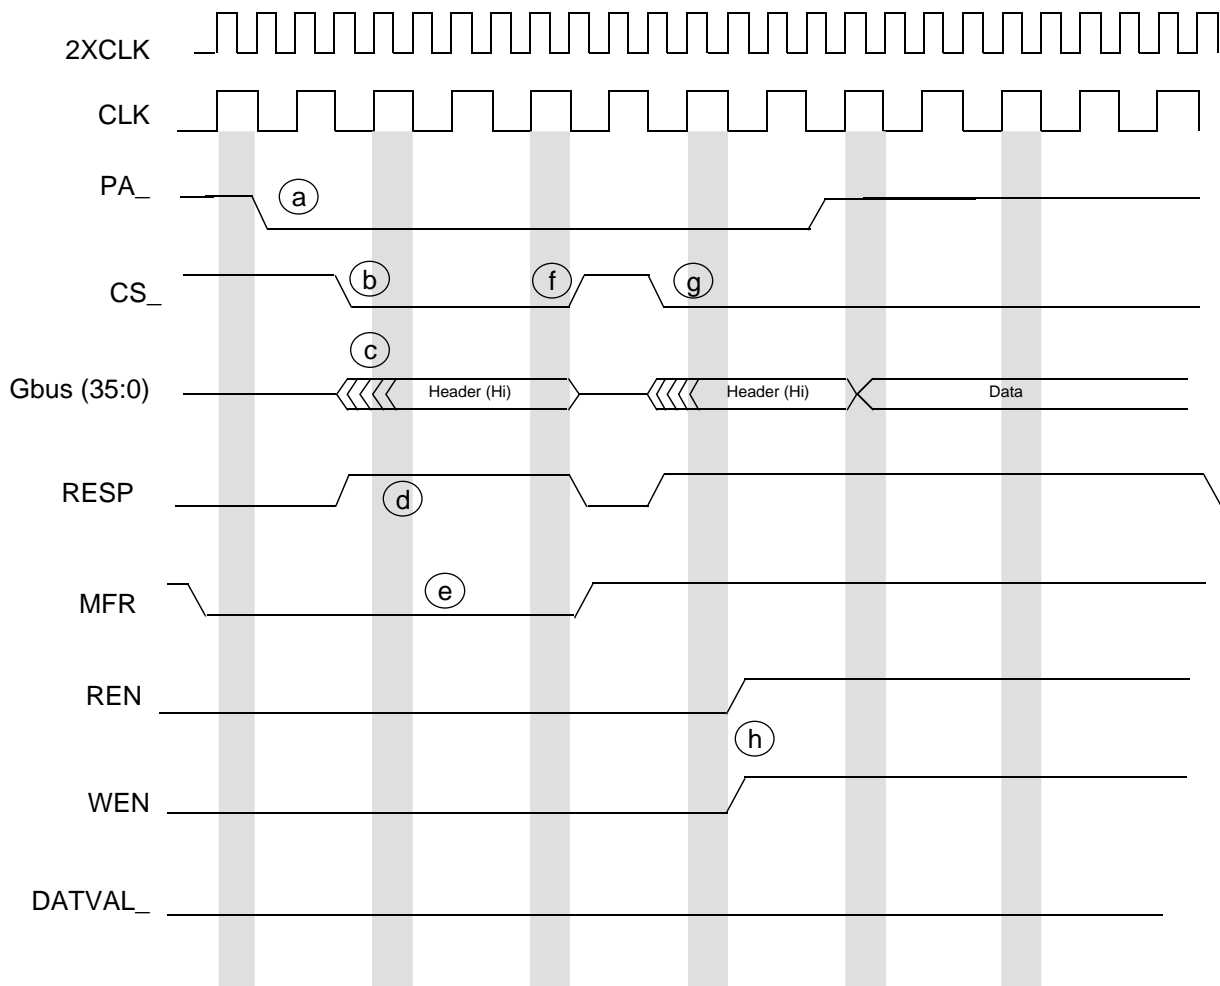 2XCLK
CLK
PA_
a
CS_
b
f
g
c
Gbus (35:0)
Header (Hi)
Header (Hi)
Data
RESP
d
MFR
e
REN
h
WEN
DATVAL_